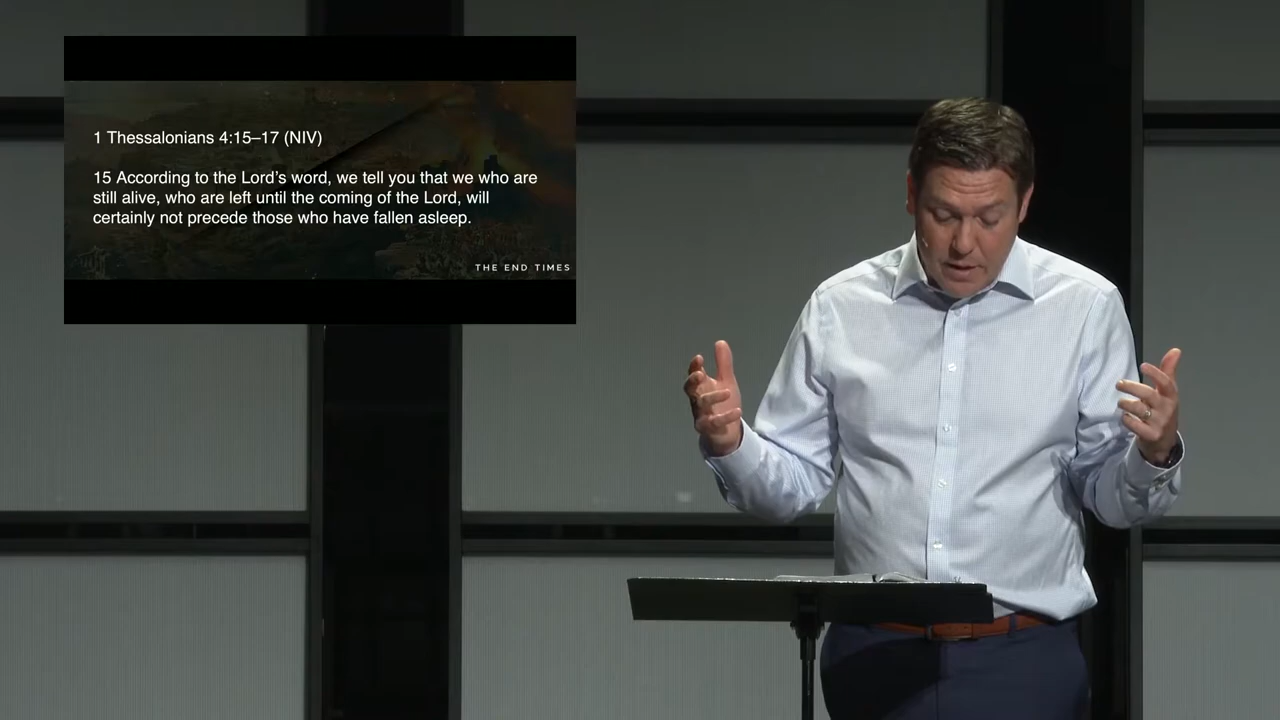 1 Thessalonians 4:15–17 (NIV)
15 According to the Lord’s word, we tell you that we who are
still alive, who are left until the coming of the Lord, will
certainly not precede those who have fallen asleep.
THE END TIMES